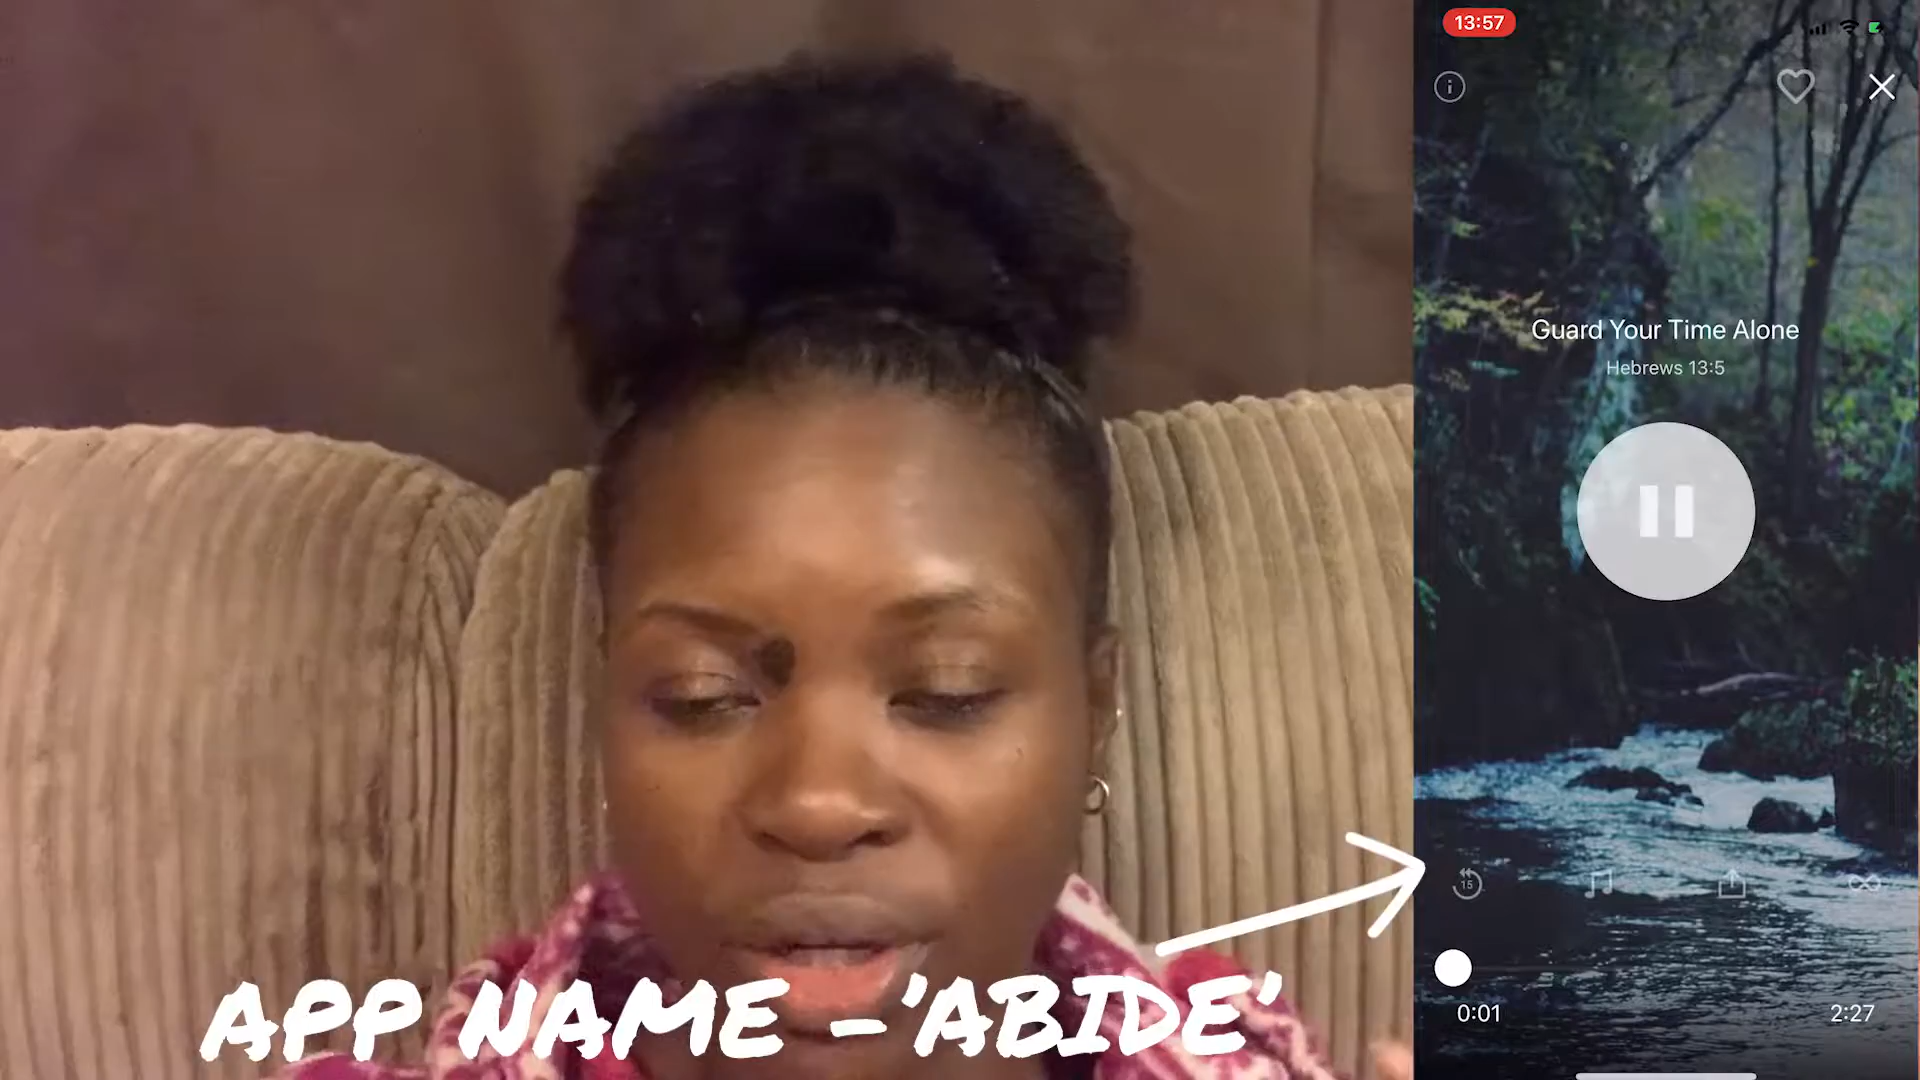 13:57
Guard Your Time Alone
Hebrews 13:5
15
0:01
2:27
APP NAME -'ABIDE'